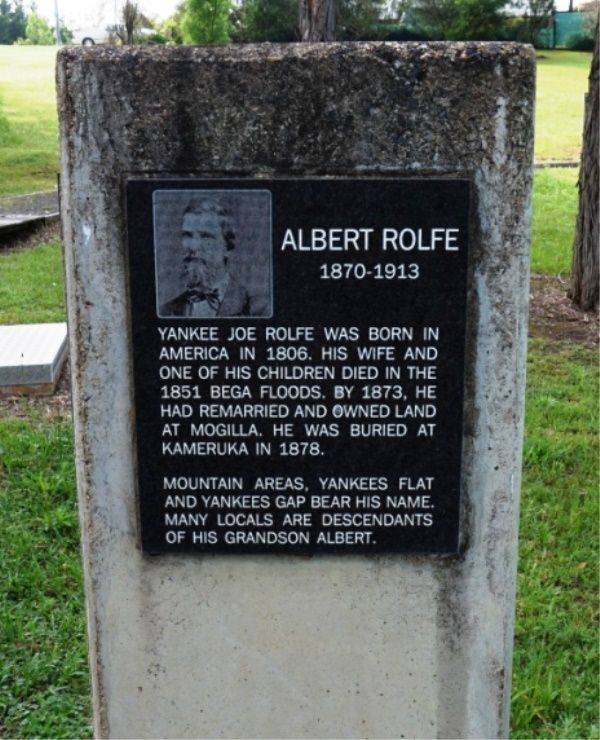 ALBERT ROLFE
1870-1913
YANKEE JOE ROLFE WAS BORN IN
AMERICA IN 1806. HIS WIFE AND
ONE OF HIS CHILDREN DIED IN THE
1851 BEGA FLOODS. BY 1873, HE
HAD REMARRIED AND OWNED LAND
AT MOGILLA. HE WAS BURIED AT
KAMERUKA IN 1878.
MOUNTAIN AREAS, YANKEES FLAT
AND YANKEES GAP BEAR HIS NAME.
MANY LOCALS ARE DESCENDANTS
OF HIS GRANDSON ALBERT.